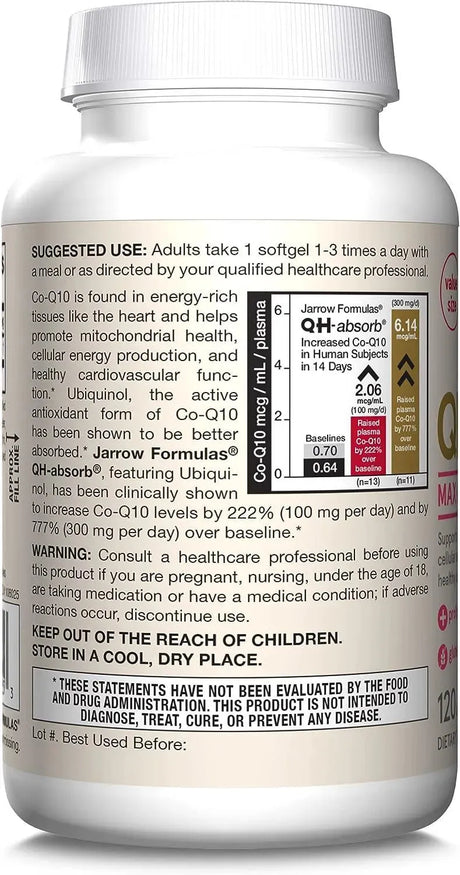 SUGGESTED USE: Adults take 1 softgel 1-3 times a day with
a meal or as directed by your qualified healthcare professional.
Co-Q10 is found in energy-rich
tissues like the heart and helps
promote mitochondrial health,
cellular energy production, and
healthy cardiovascular func-
tion.* Ubiquinol, the active
antioxidant form of Co-Q10
has been shown to be better
absorbed.* Jarrow Formulas®
QH-absorb®, featuring Ubiqui-
nol, has been clinically shown
to increase Co-Q10 levels by 222% (100 mg per day) and by
777% (300 mg per day) over baseline.*
Co-Q10 mcg / mL / plasma
6
4
2
0
Jarrow Formulas®
QH-absorb®
Increased Co-Q10
in Human Subjects
in 14 Days
Baselines
0.70
0.64
2.06
mcg/mL
(100 mg/d)
Raised
plasma
Co-Q10
by 222%
over
baseline
(n=13)
(300 mg/d)
6.14
mcg/mL
Raised
plasma
Co-Q10
by 777%
over
baseline
(n=11)
WARNING: Consult a healthcare professional before using
this product if you are pregnant, nursing, under the age of 18,
are taking medication or have a medical condition; if adverse
reactions occur, discontinue use.
KEEP OUT OF THE REACH OF CHILDREN.
STORE IN A COOL, DRY PLACE.
* THESE STATEMENTS HAVE NOT BEEN EVALUATED BY THE FOOD
AND DRUG ADMINISTRATION. THIS PRODUCT IS NOT INTENDED TO
DIAGNOSE, TREAT, CURE, OR PREVENT ANY DISEASE.
Lot #. Best Used Before:
APPROX.
FILL LINE
value
size
Q
MAX
120